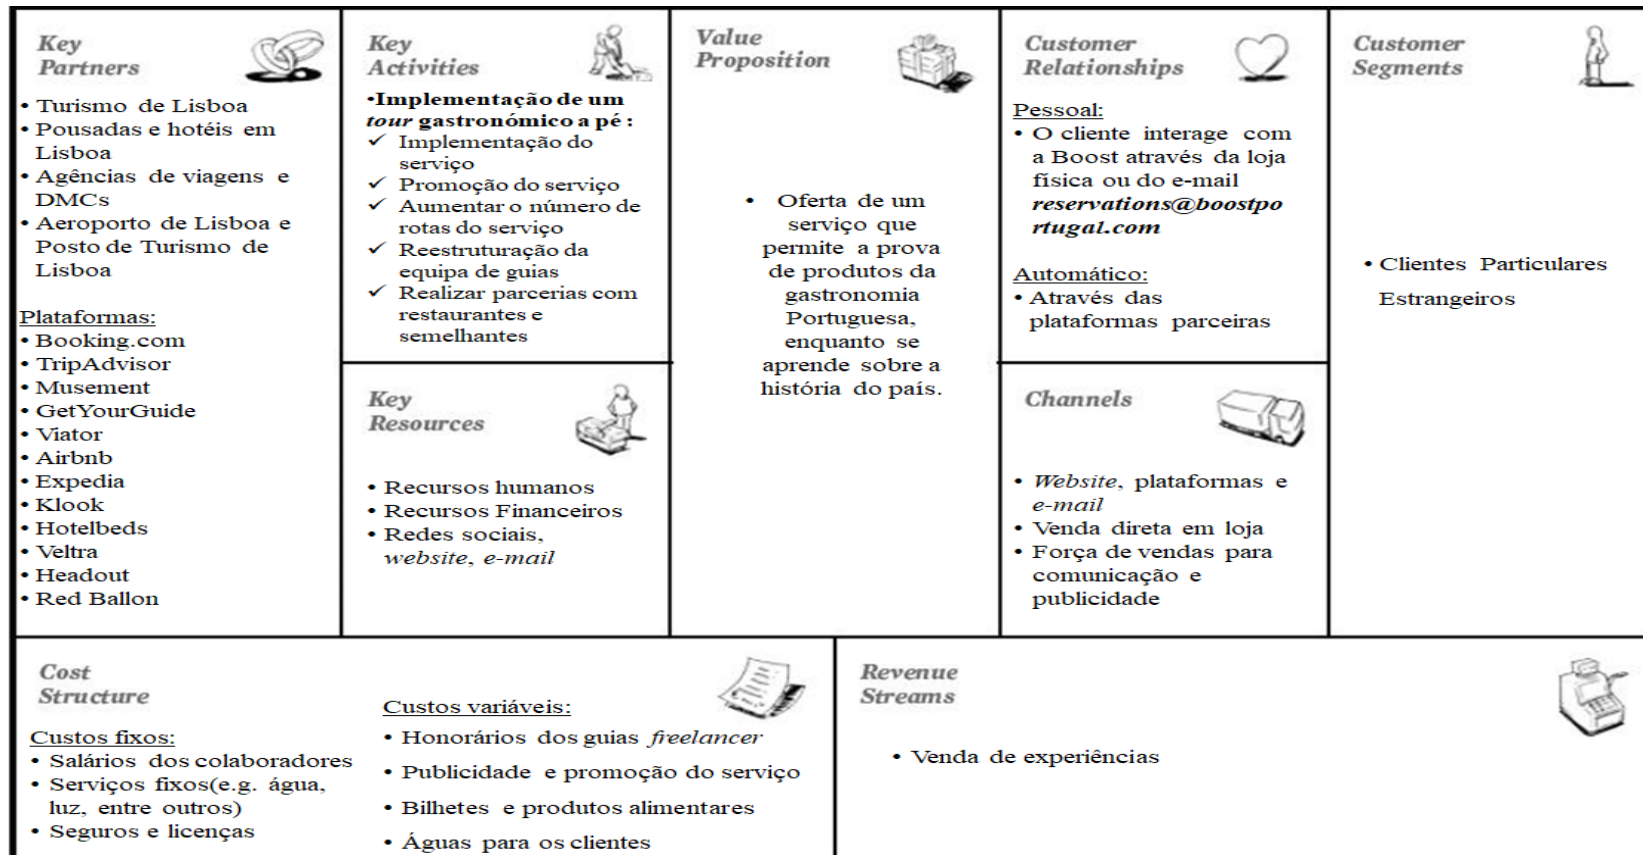 Key
Partners
• Turismo de Lisboa
• Pousadas e hotéis em
Lisboa
• Agências de viagens e
DMCs
• Aeroporto de Lisboa e
Posto de Turismo de
Lisboa
Plataformas:
• Booking.com
• TripAdvisor
• Musement
• GetYourGuide
• Viator
• Airbnb
• Expedia
• Klook
• Hotelbeds
• Veltra
• Headout
• Red Ballon
Key
Activities
•Implementação de um
tour gastronómico a pé :
✓ Implementação do
serviço
✓ Promoção do serviço
✓ Aumentar o número de
rotas do serviço
✓ Reestruturação da
equipa de guias
✓ Realizar parcerias com
restaurantes e
semelhantes
Key
Resources
• Recursos humanos
• Recursos Financeiros
• Redes sociais,
website, e-mail
Value
Proposition
• Oferta de um
serviço que
permite a prova
de produtos da
gastronomia
Portuguesa,
enquanto se
aprende sobre a
história do país.
Customer
Relationships
Pessoal:
• O cliente interage com
a Boost através da loja
física ou do e-mail
reservations@boostpo
rtugal.com
Automático:
• Através das
plataformas parceiras
Channels
• Website, plataformas e
e-mail
• Venda direta em loja
• Força de vendas para
comunicação e
publicidade
Customer
Segments
• Clientes Particulares
Estrangeiros
Cost
Structure
Custos fixos:
• Salários dos colaboradores
• Serviços fixos(e.g. água,
luz, entre outros)
• Seguros e licenças
Custos variáveis:
• Honorários dos guias freelancer
• Publicidade e promoção do serviço
• Bilhetes e produtos alimentares
• Águas para os clientes
Revenue
Streams
• Venda de experiências